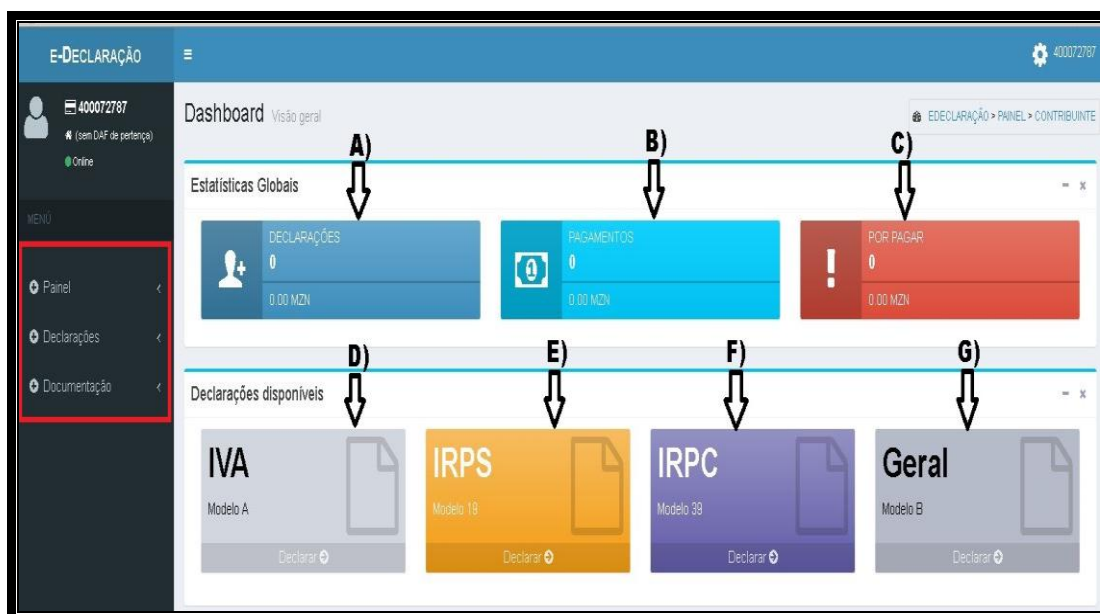 E-DECLARAÇÃO
400072787
400072787
(sem DAF de pertença)
Online
Dashboard Visão geral
EDECLARAÇÃO > PAINEL > CONTRIBUINTE
MENÚ
Painel
Declarações
Documentação
A)
B)
C)
Estatísticas Globais
DECLARAÇÕES
0
0.00 MZN
PAGAMENTOS
0
0.00 MZN
POR PAGAR
0
0.00 MZN
D)
E)
F)
G)
Declarações disponíveis
IVA
Modelo A
Declarar
IRPS
Modelo 19
Declarar
IRPC
Modelo 39
Declarar
Geral
Modelo B
Declarar